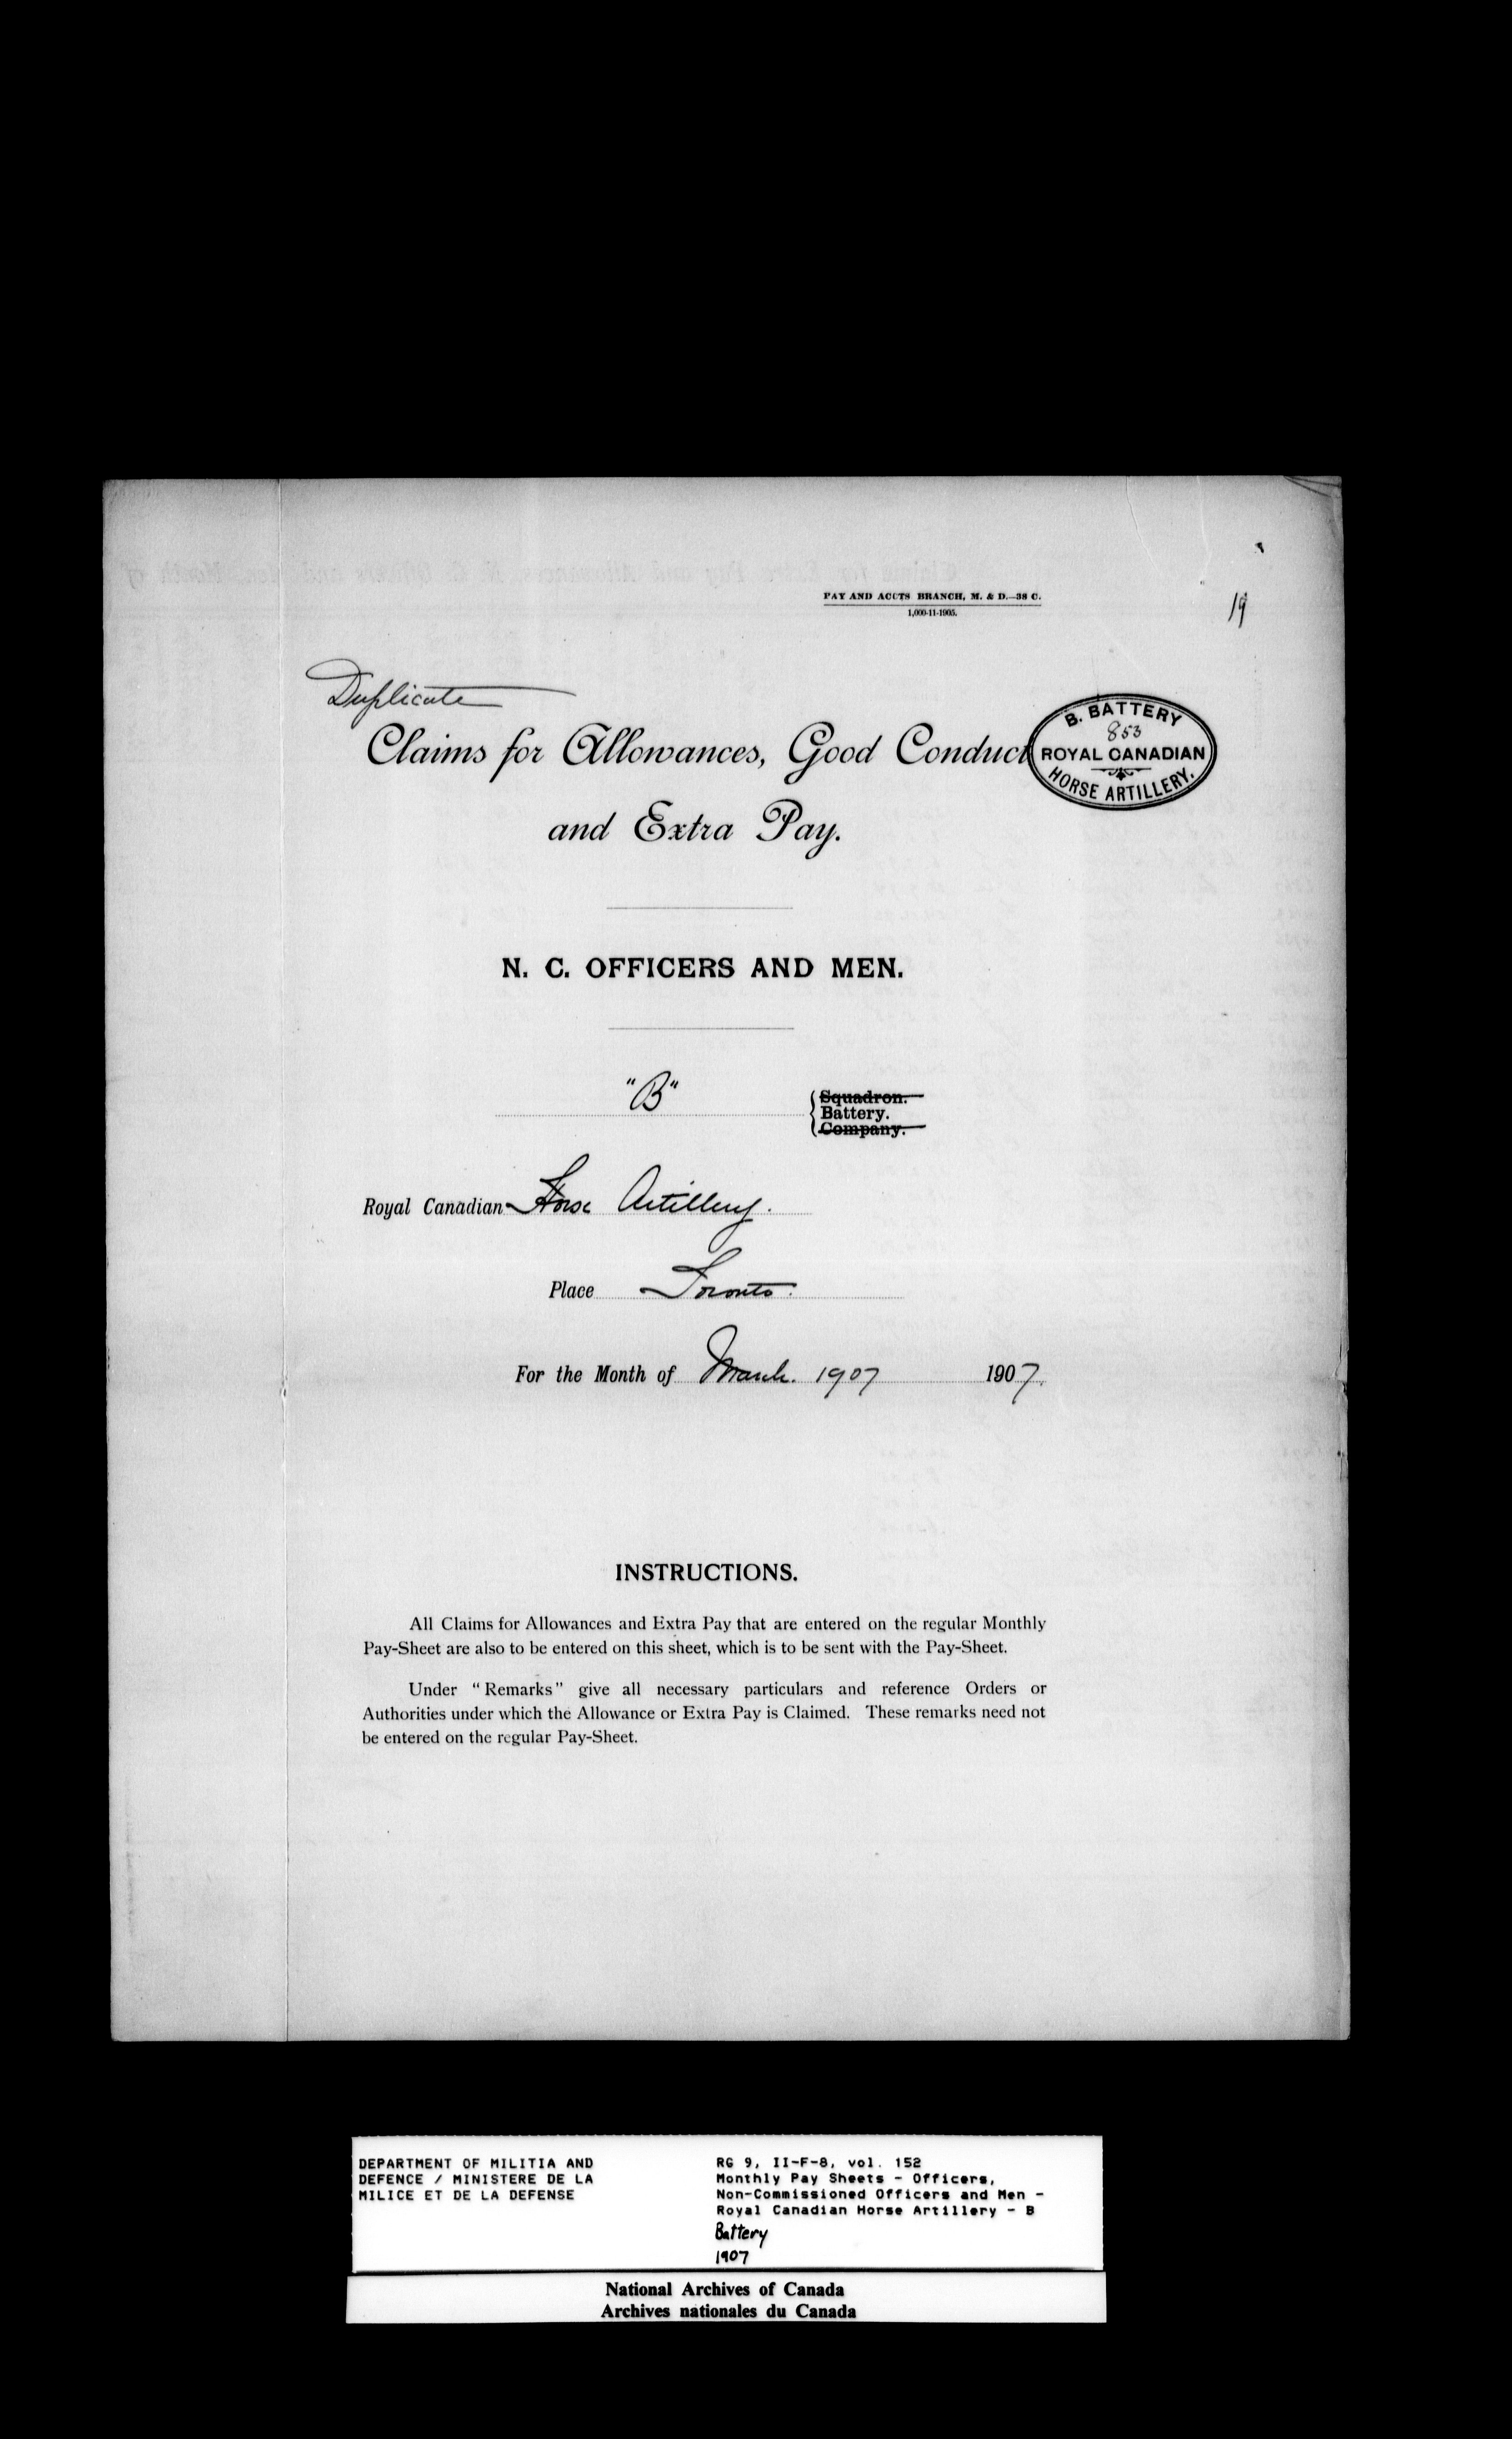 PAY AND ACCTS BRANCH, M. & D.—38 C.
1,000-11-1905.
19
Duplicate
Claims for Allowances, Good Conduct
and Extra Pay.
B. BATTERY
853
ROYAL CANADIAN
HORSE ARTILLERY.
N. C. OFFICERS AND MEN.
"B"
Squadron.
Battery.
Company.
Royal Canadian Horse Artillery.
Place Toronto.
For the Month of March. 1907 1907.
INSTRUCTIONS.
All Claims for Allowances and Extra Pay that are entered on the regular Monthly
Pay-Sheet are also to be entered on this sheet, which is to be sent with the Pay-Sheet.
Under "Remarks" give all necessary particulars and reference Orders or
Authorities under which the Allowance or Extra Pay is Claimed. These remarks need not
be entered on the regular Pay-Sheet.
DEPARTMENT OF MILITIA AND
DEFENCE / MINISTERE DE LA
MILICE ET DE LA DEFENSE
RG 9, II-F-8, vol. 152
Monthly Pay Sheets - Officers,
Non-Commissioned Officers and Men -
Royal Canadian Horse Artillery - B
Battery
1907
National Archives of Canada
Archives nationales du Canada